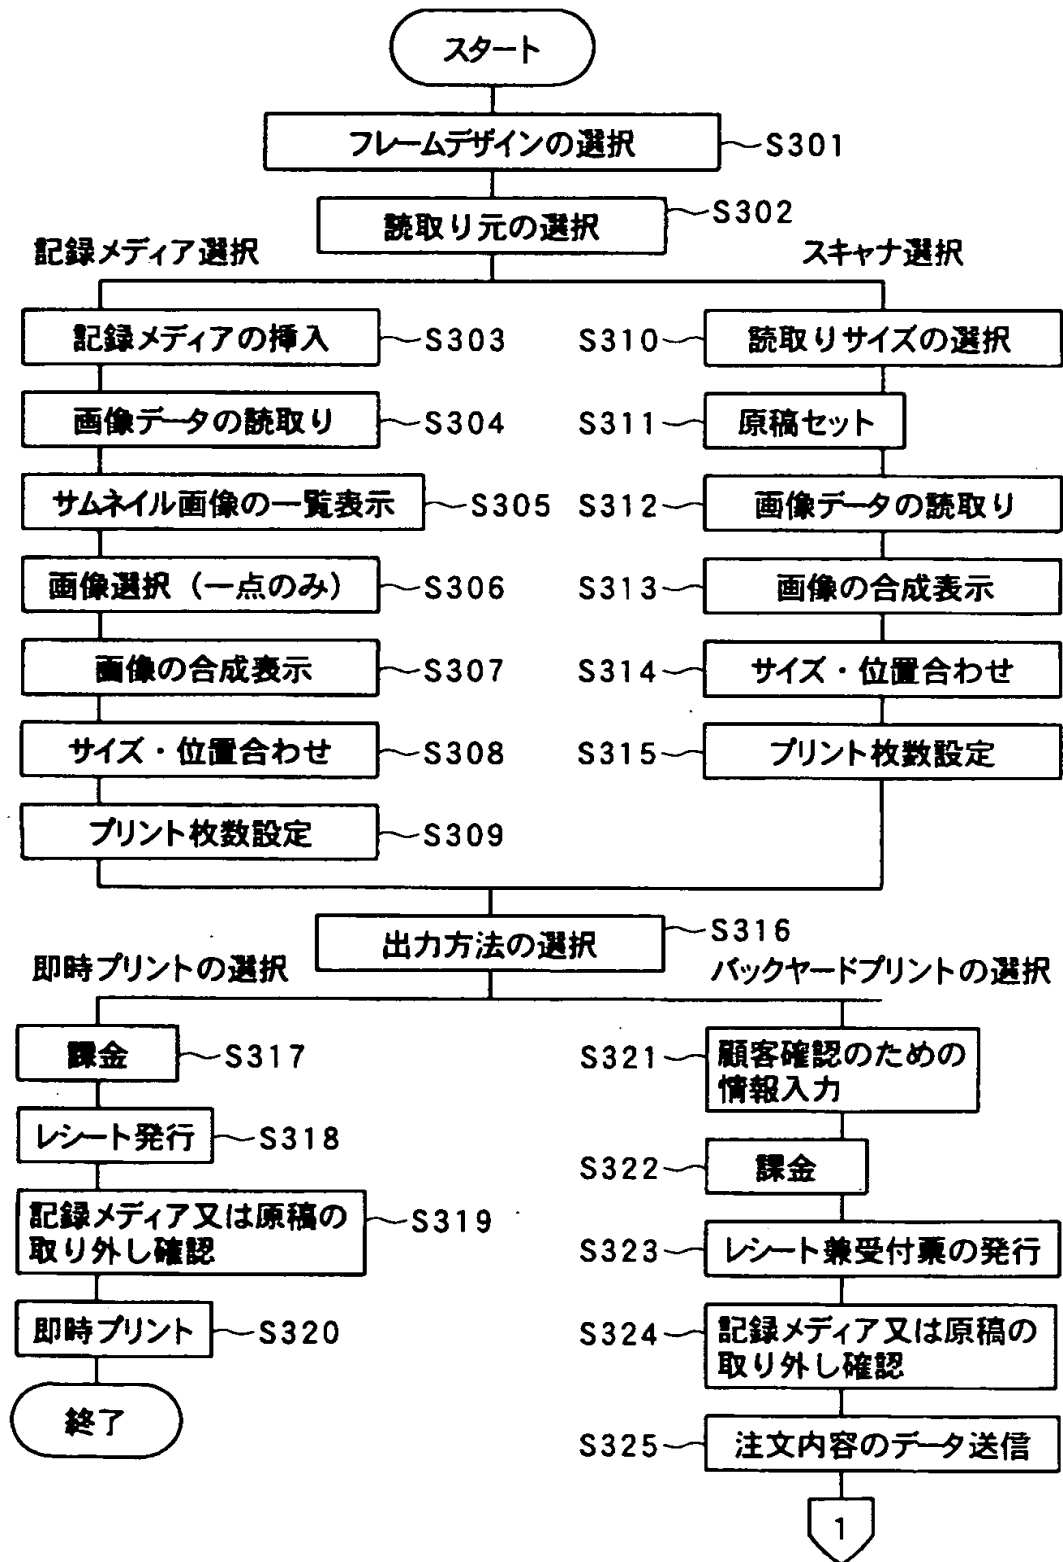 スタート
フレームデザインの選択
S301
読取り元の選択
S302
記録メディア選択
スキャナ選択
記録メディアの挿入
S303
画像データの読取り
S304
サムネイル画像の一覧表示
S305
画像選択（一点のみ）
S306
画像の合成表示
S307
サイズ・位置合わせ
S308
プリント枚数設定
S309
S310
読取りサイズの選択
S311
原稿セット
S312
画像データの読取り
S313
画像の合成表示
S314
サイズ・位置合わせ
S315
プリント枚数設定
出力方法の選択
S316
即時プリントの選択
バックヤードプリントの選択
課金
S317
レシート発行
S318
記録メディア又は原稿の
取り外し確認
S319
即時プリント
S320
終了
S321
顧客確認のための
情報入力
S322
課金
S323
レシート兼受付票の発行
S324
記録メディア又は原稿の
取り外し確認
S325
注文内容のデータ送信
1